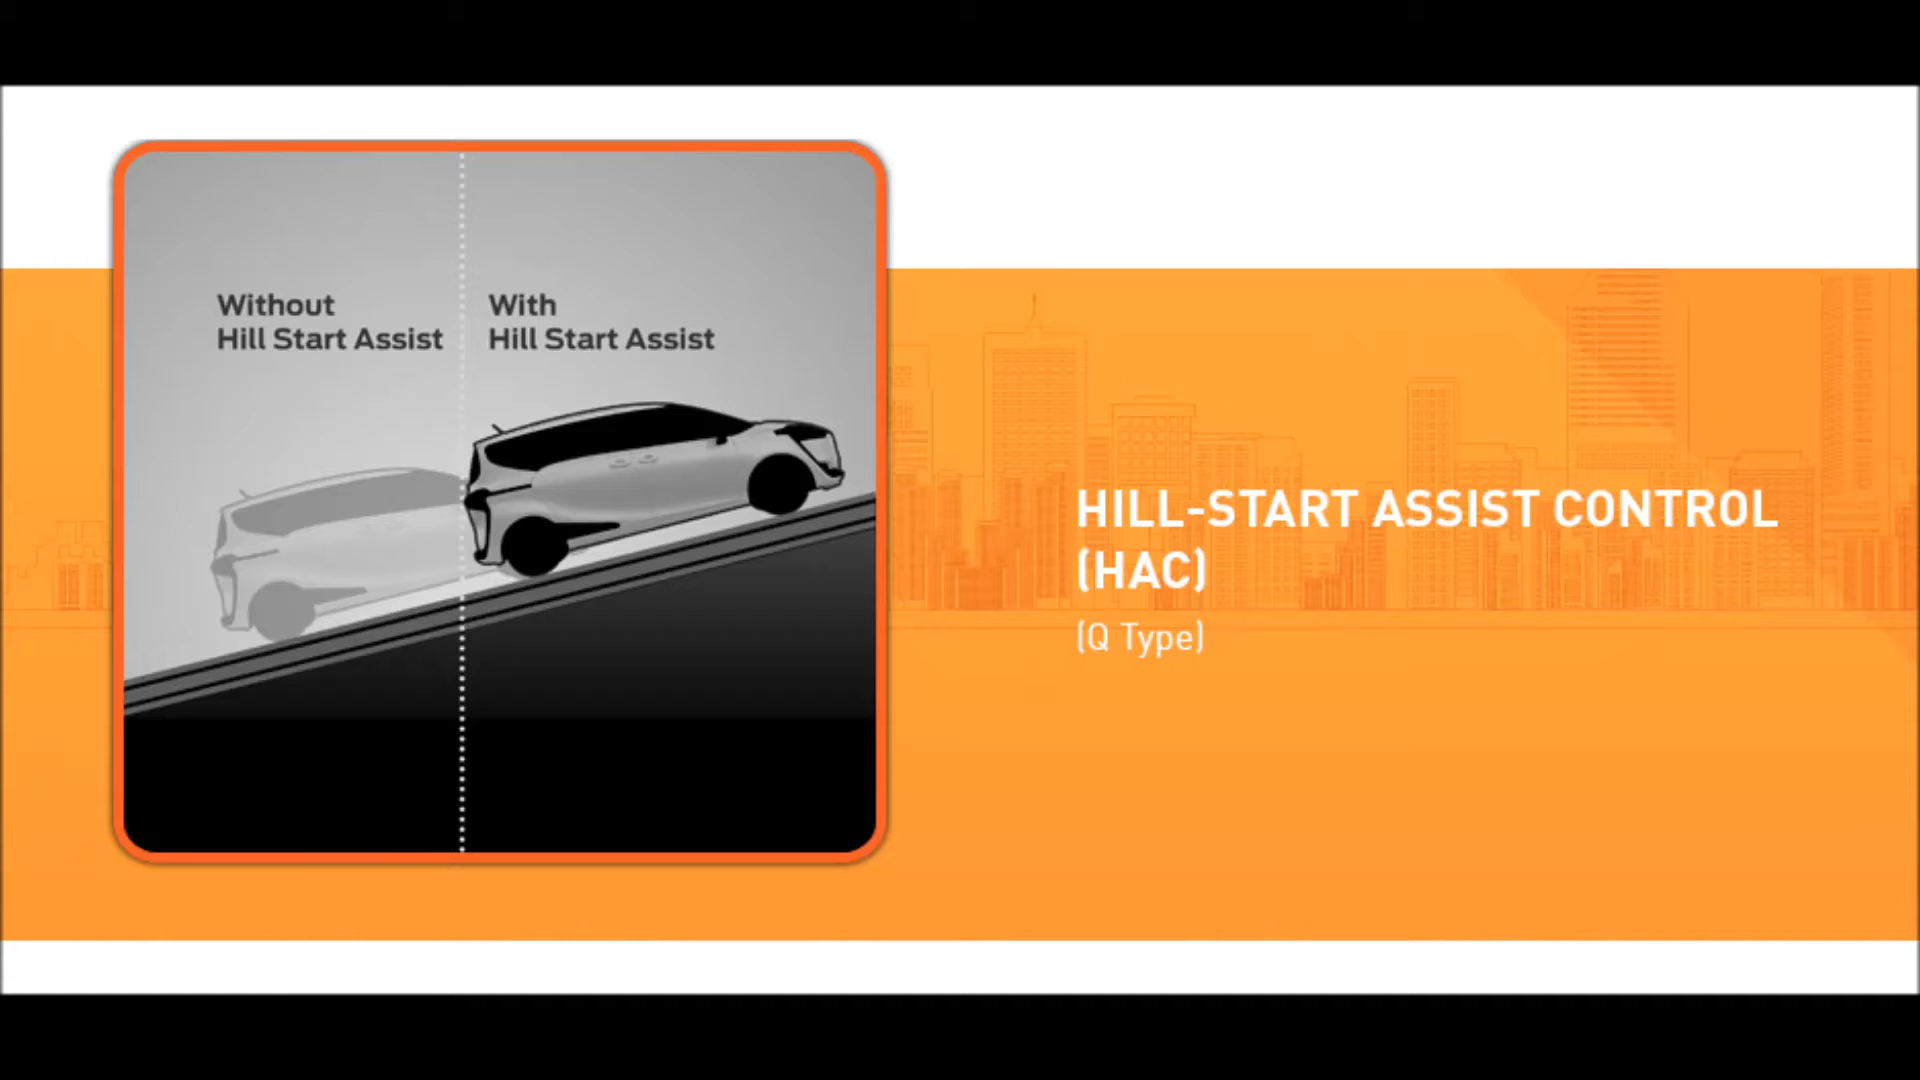 Without
Hill Start Assist
With
Hill Start Assist
HILL-START ASSIST CONTROL
(HAC)
(Q Type)